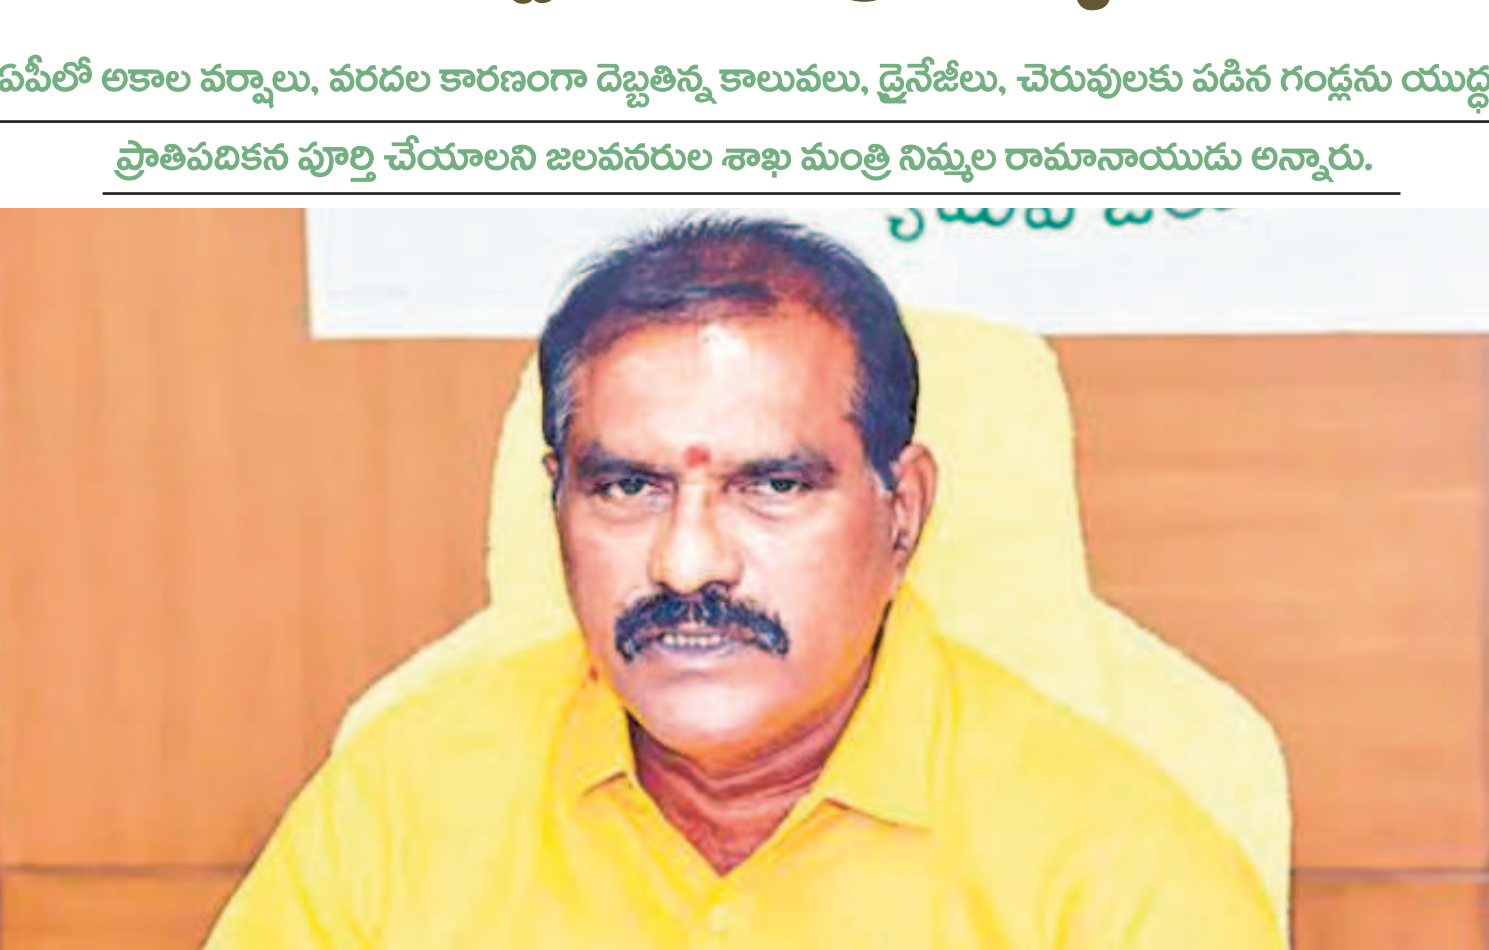 ఏపీలో అకాల వర్షాలు, వరదల కారణంగా దెబ్బతిన్న కాలువలు, డ్రైనేజీలు, చెరువులకు పడిన గండ్లను యుద్ధ
ప్రాతిపదికన పూర్తి చేయాలని జలవనరుల శాఖ మంత్రి నిమ్మల రామానాయుడు అన్నారు.